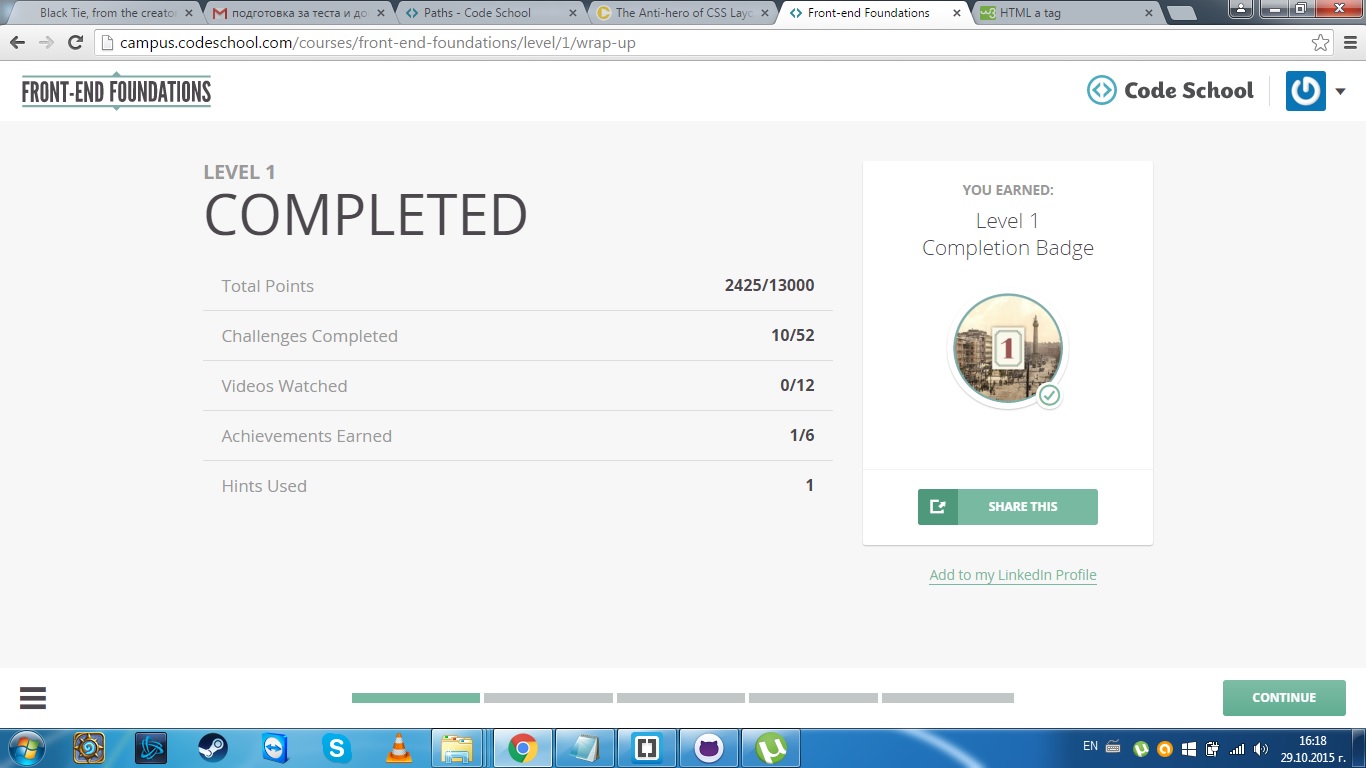 Black Tie, from the creator
подготовка за теста и до
Paths - Code School
The Anti-hero of CSS Layo
Front-end Foundations
HTML a tag
campus.codeschool.com/courses/front-end-foundations/level/1/wrap-up
FRONT-END FOUNDATIONS
Code School
LEVEL 1
COMPLETED
Total Points 2425/13000
Challenges Completed 10/52
Videos Watched 0/12
Achievements Earned 1/6
Hints Used 1
YOU EARNED:
Level 1
Completion Badge
1
SHARE THIS
Add to my LinkedIn Profile
CONTINUE
EN
16:18
29.10.2015 г.